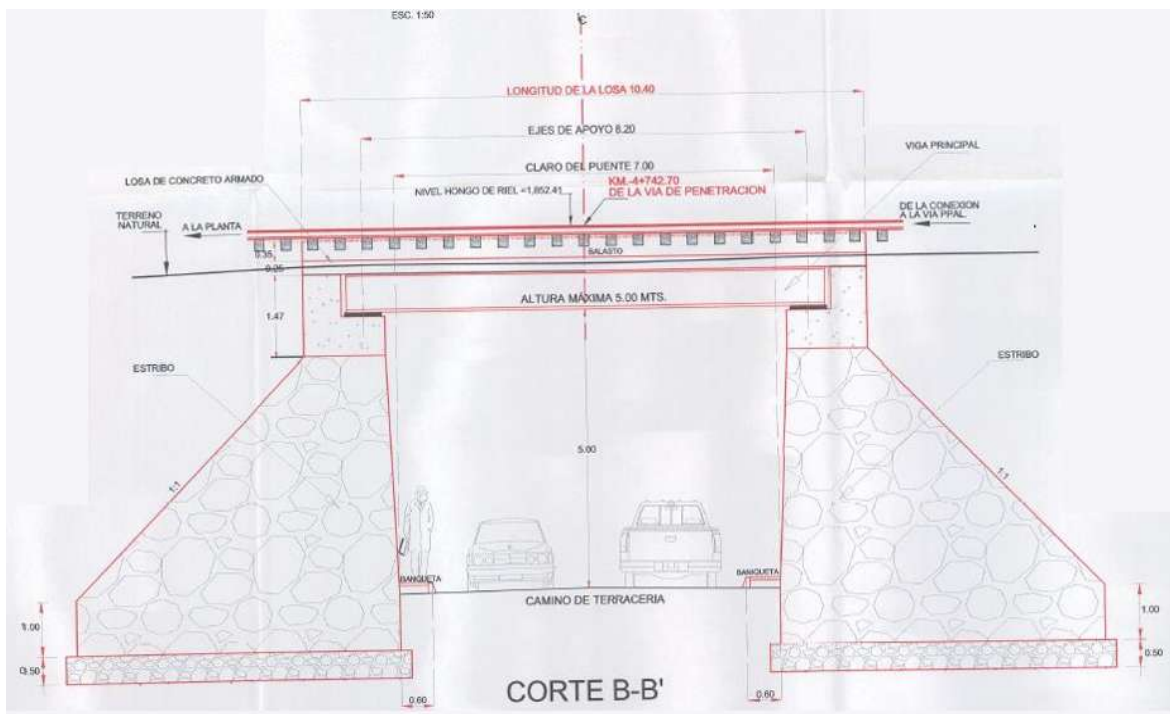 ESC. 1:50
LONGITUD DE LA LOSA 10.40
EJES DE APOYO 8.20
VIGA PRINCIPAL
CLARO DEL PUENTE 7.00
LOSA DE CONCRETO ARMADO
NIVEL HONGO DE RIEL =1,852.41
KM.-4+742.70
DE LA VIA DE PENETRACION
TERRENO
NATURAL
A LA PLANTA
DE LA CONEXION
A LA VIA PPAL.
BALASTO
0.35
0.25
ALTURA MÁXIMA 5.00 MTS.
1.47
ESTRIBO
ESTRIBO
5.00
1:1
1:1
BANQUETA
BANQUETA
CAMINO DE TERRACERIA
1.00
1.00
0.50
0.50
0.60
0.60
CORTE B-B'